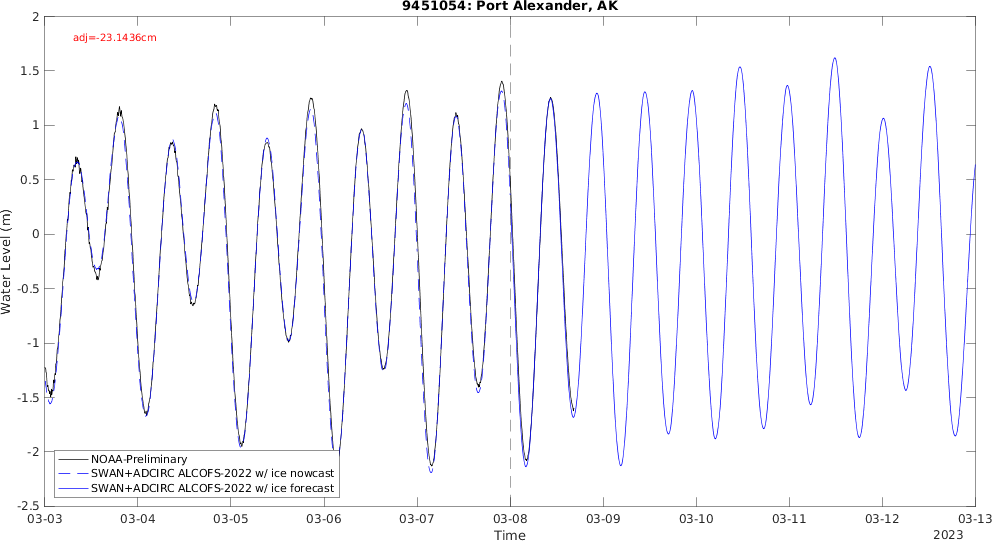 9451054: Port Alexander, AK
adj=-23.1436cm
2
1.5
1
0.5
0
-0.5
-1
-1.5
-2
-2.5
Water Level (m)
NOAA-Preliminary
SWAN+ADCIRC ALCOFS-2022 w/ ice nowcast
SWAN+ADCIRC ALCOFS-2022 w/ ice forecast
03-03 03-04 03-05 03-06 03-07 03-08 03-09 03-10 03-11 03-12 03-13
Time
2023